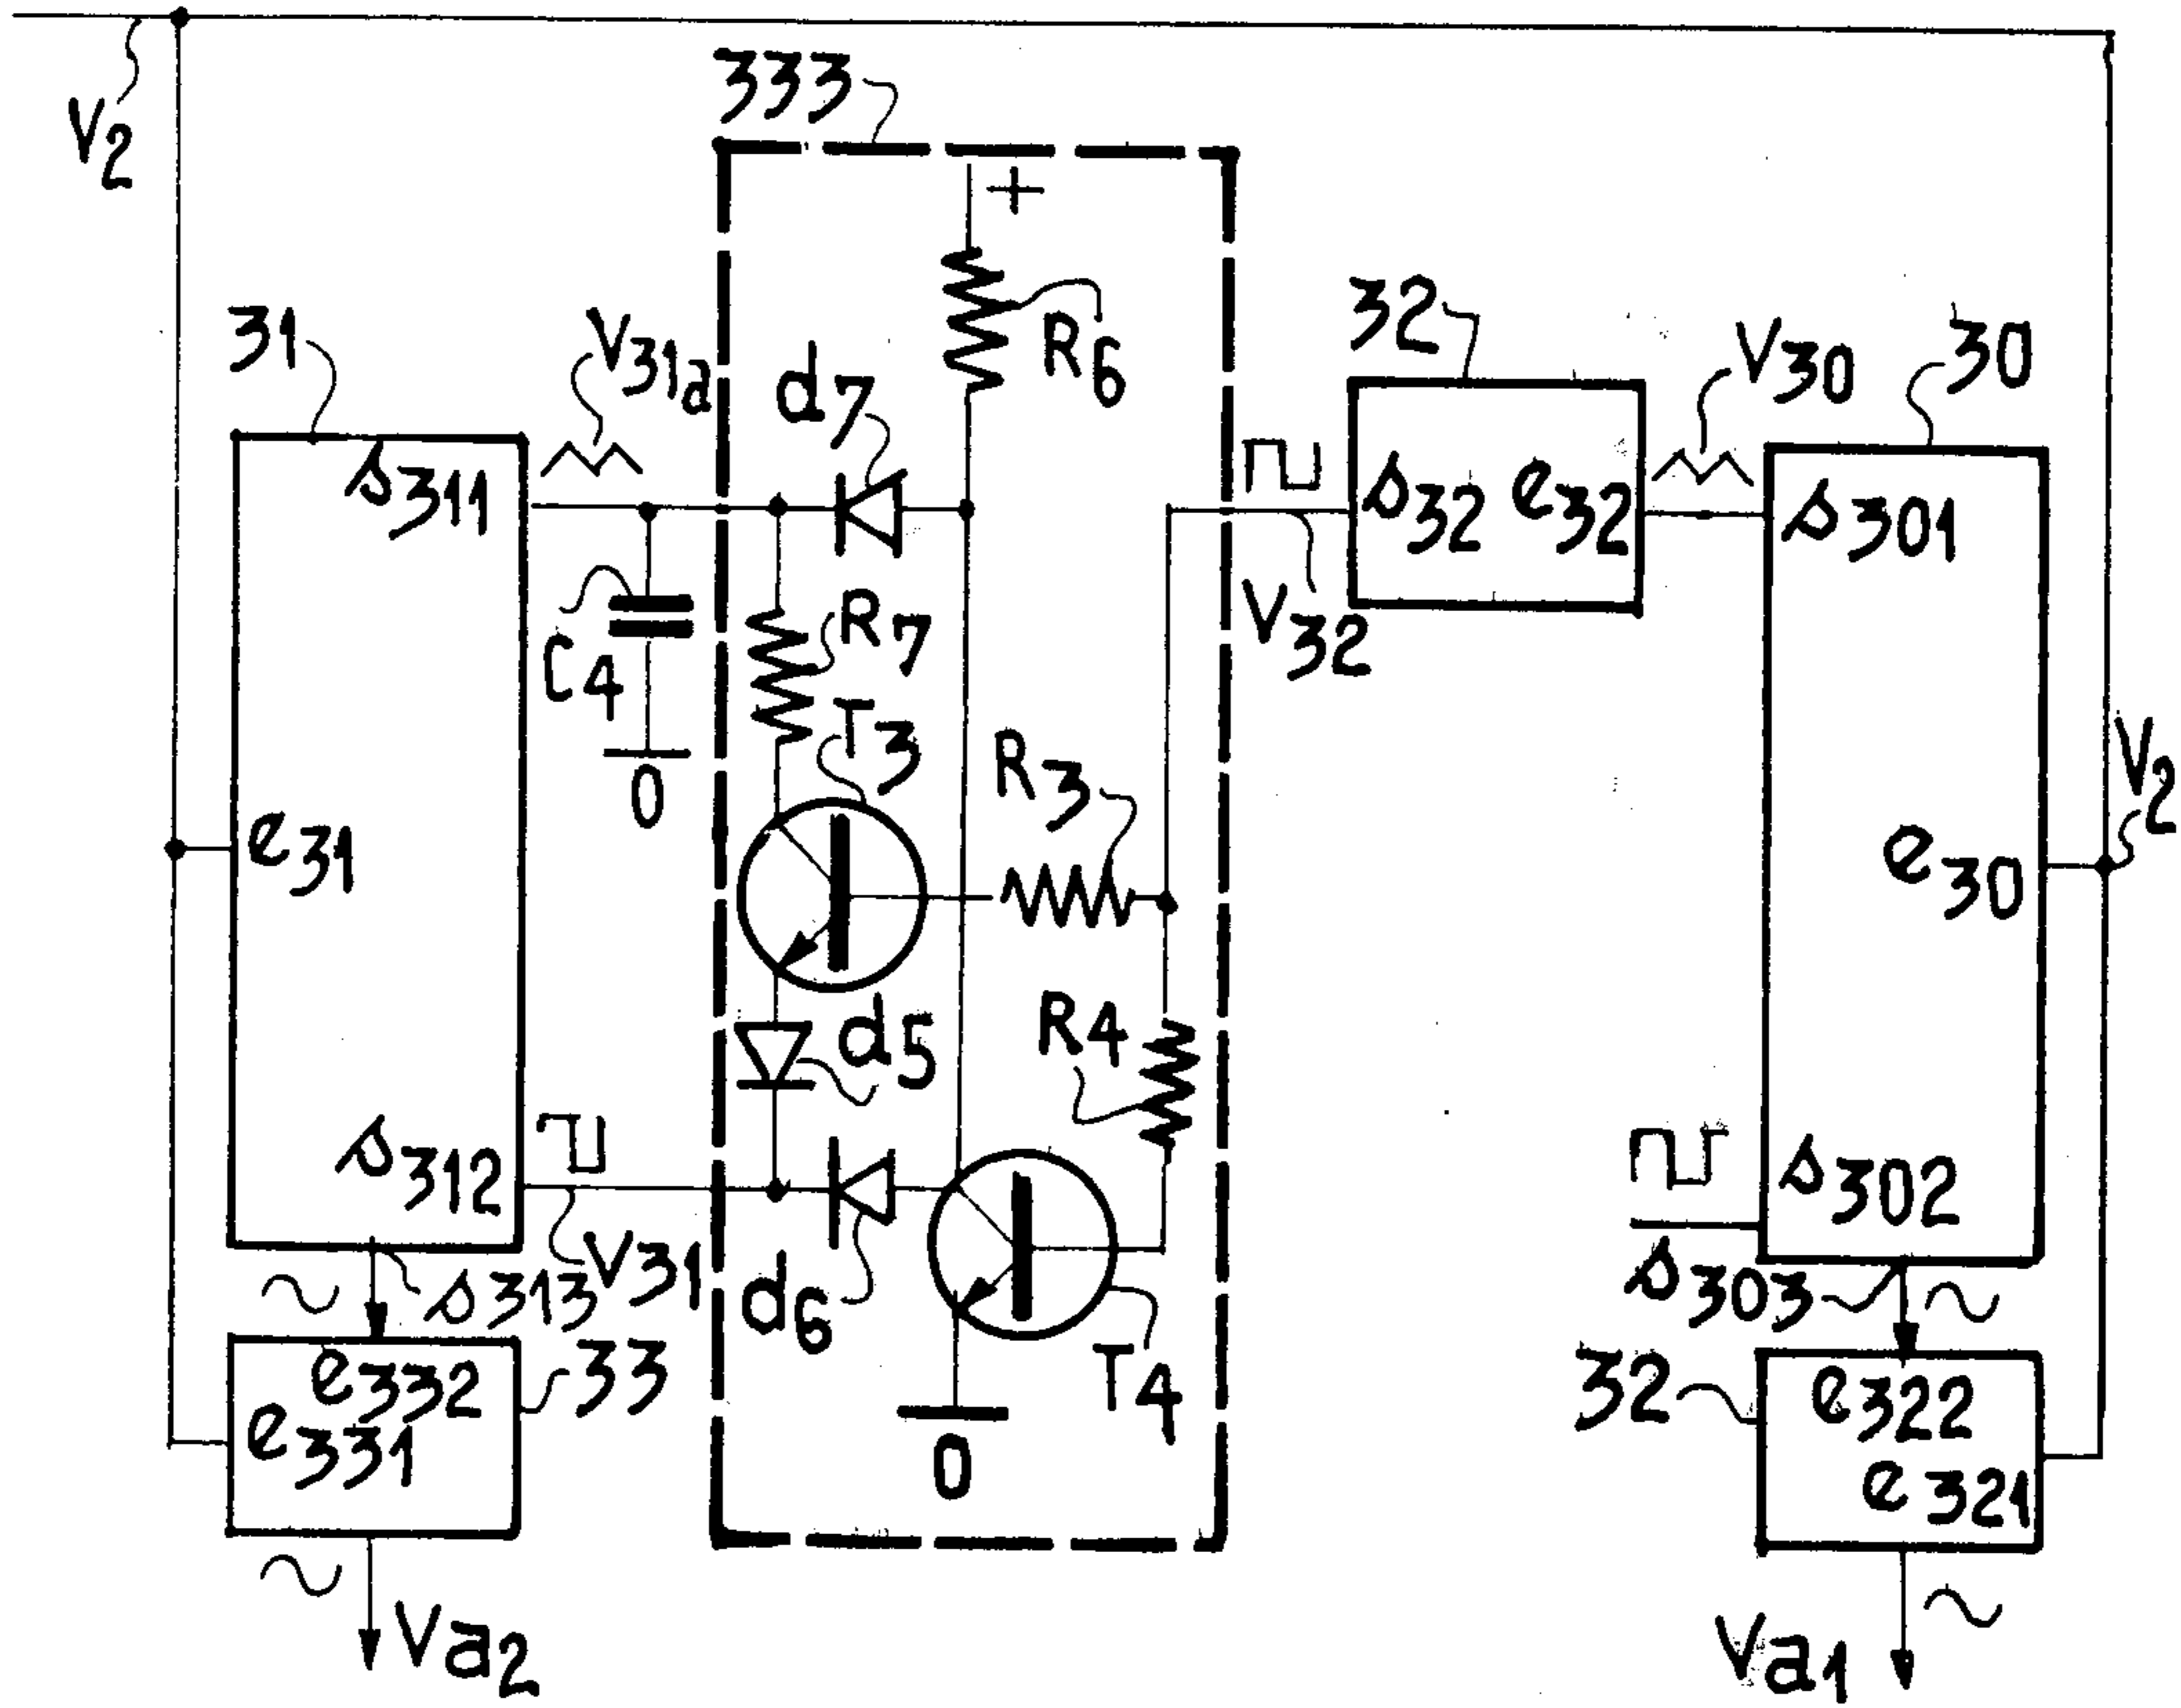 V2
333
+
R6
31
V31a
d7
32
V30
30
s311
s32
e32
s301
C4
0
R7
V32
T3
R3
V2
e31
e30
d5
R4
s312
V31
s313
d6
s302
s303
T4
33
e332
e331
0
32
e322
e321
Va2
Va1